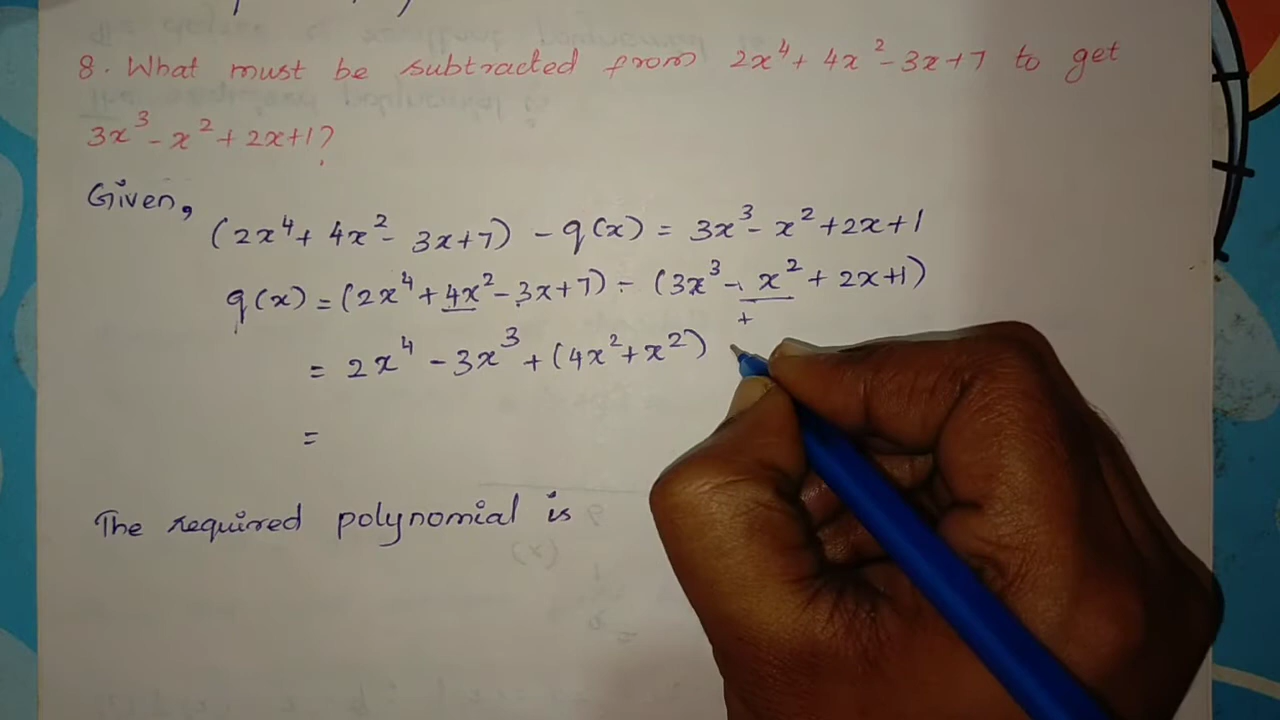 8. What must be subtracted from 2x⁴ + 4x² - 3x + 7 to get
3x³ - x² + 2x + 1?
Given,
(2x⁴ + 4x² - 3x + 7) - q(x) = 3x³ - x² + 2x + 1
q(x) = (2x⁴ + 4x² - 3x + 7) - (3x³ - x² + 2x + 1)
+
= 2x⁴ - 3x³ + (4x² + x²)
=
The required polynomial is